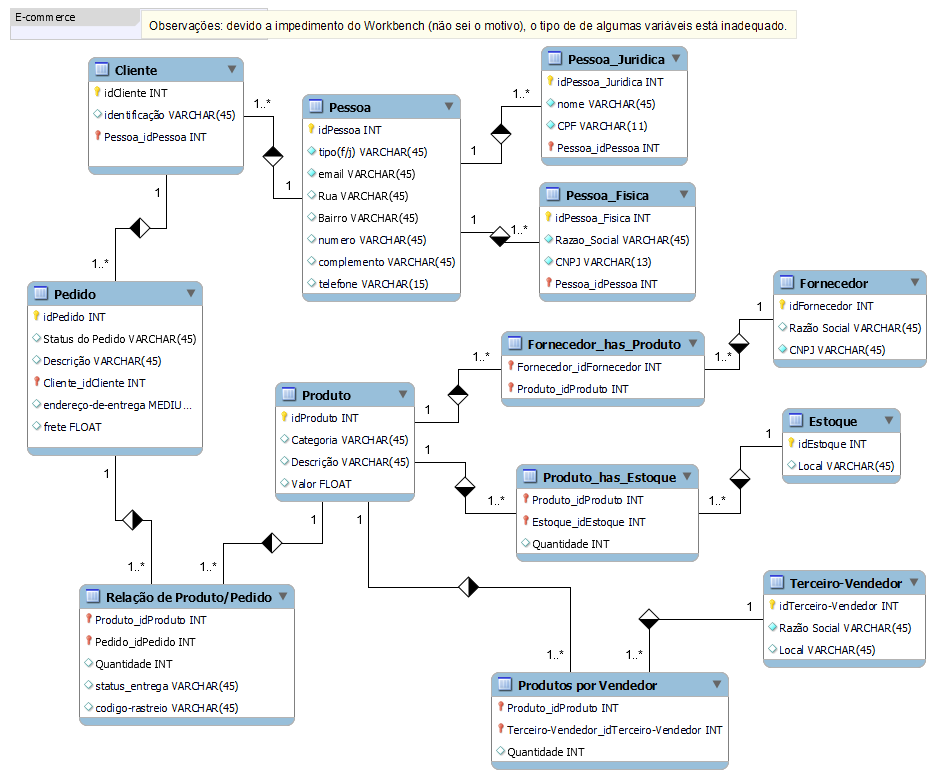 E-commerce
Observações: devido a impedimento do Workbench (não sei o motivo), o tipo de de algumas variáveis está inadequado.
Cliente
idCliente INT
identificação VARCHAR(45)
Pessoa_idPessoa INT
1..*
1
Pessoa
idPessoa INT
tipo(f/j) VARCHAR(45)
email VARCHAR(45)
Rua VARCHAR(45)
Bairro VARCHAR(45)
numero VARCHAR(45)
complemento VARCHAR(45)
telefone VARCHAR(15)
1
1..*
Pessoa_Juridica
idPessoa_Juridica INT
nome VARCHAR(45)
CPF VARCHAR(11)
Pessoa_idPessoa INT
1
1..*
Pessoa_Fisica
idPessoa_Fisica INT
Razao_Social VARCHAR(45)
CNPJ VARCHAR(13)
Pessoa_idPessoa INT
1
1..*
Pedido
idPedido INT
Status do Pedido VARCHAR(45)
Descrição VARCHAR(45)
Cliente_idCliente INT
endereço-de-entrega MEDIU...
frete FLOAT
Fornecedor
idFornecedor INT
Razão Social VARCHAR(45)
CNPJ VARCHAR(45)
1
1..*
Fornecedor_has_Produto
Fornecedor_idFornecedor INT
Produto_idProduto INT
1..*
1
Produto
idProduto INT
Categoria VARCHAR(45)
Descrição VARCHAR(45)
Valor FLOAT
1
1..*
Produto_has_Estoque
Produto_idProduto INT
Estoque_idEstoque INT
Quantidade INT
1
1..*
Estoque
idEstoque INT
Local VARCHAR(45)
1
1..*
1
1..*
Relação de Produto/Pedido
Produto_idProduto INT
Pedido_idPedido INT
Quantidade INT
status_entrega VARCHAR(45)
codigo-rastreio VARCHAR(45)
1
1..*
1
1..*
Terceiro-Vendedor
idTerceiro-Vendedor INT
Razão Social VARCHAR(45)
Local VARCHAR(45)
Produtos por Vendedor
Produto_idProduto INT
Terceiro-Vendedor_idTerceiro-Vendedor INT
Quantidade INT